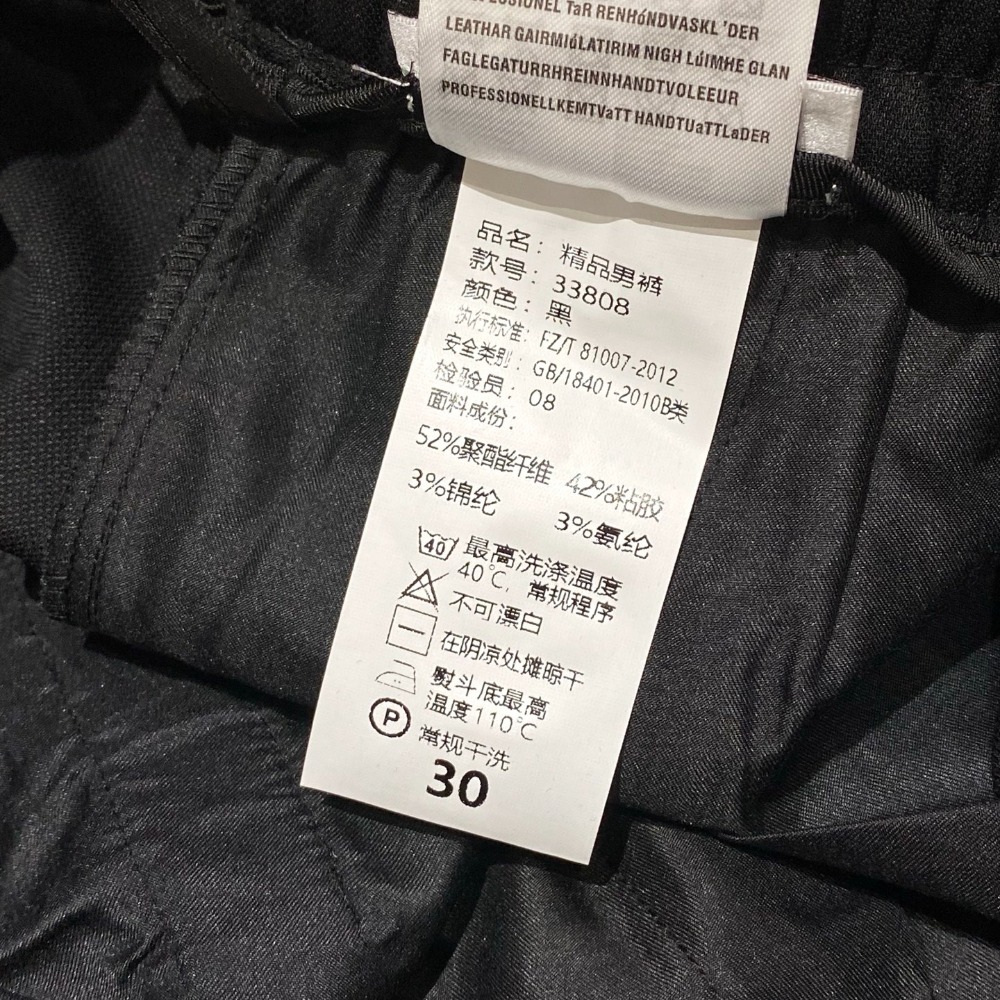 TaR RENHóNDVASKL 'DER
LEATHAR GAIRMIúLATIRIM NIGH LúIMHE GLAN
FAGLEGATURRHREINNHANDTVOLEEUR
PROFESSIONELLKEMTVaTT HANDTUaTTLaDER
品名：精品男裤
款号：33808
颜色：黑
执行标准：FZ/T 81007-2012
安全类别：GB/18401-2010B类
检验员：08
面料成份：
52%聚酯纤维 42%粘胶
3%锦纶 3%氨纶
40 最高洗涤温度
40℃，常规程序
不可漂白
在阴凉处摊晾干
熨斗底最高
温度110℃
P 常规干洗
30